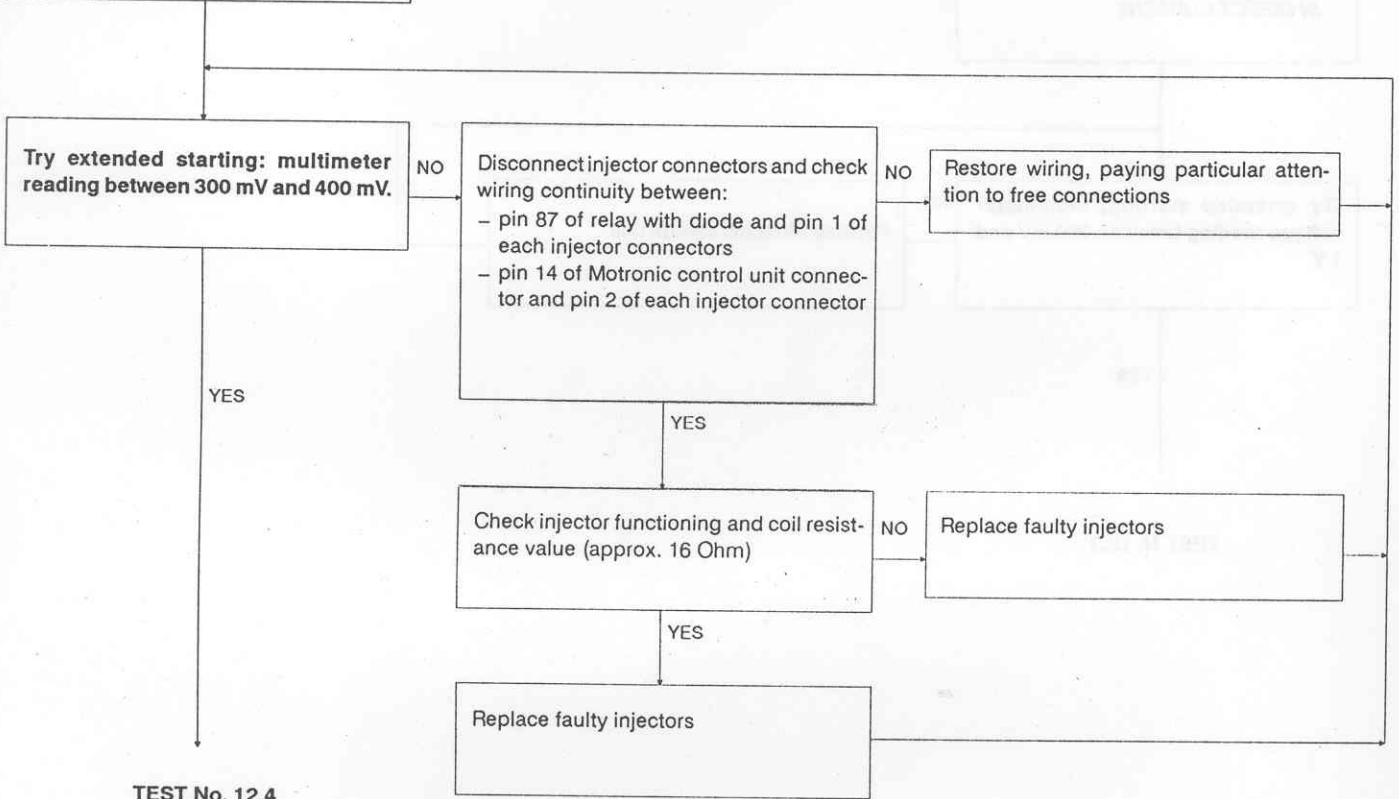 Try extended starting: multimeter
reading between 300 mV and 400 mV.
NO
Disconnect injector connectors and check
wiring continuity between:
– pin 87 of relay with diode and pin 1 of
each injector connectors
– pin 14 of Motronic control unit connec-
tor and pin 2 of each injector connector
NO
Restore wiring, paying particular atten-
tion to free connections
YES
YES
Check injector functioning and coil resist-
ance value (approx. 16 Ohm)
NO
Replace faulty injectors
YES
Replace faulty injectors
TEST No. 12.4